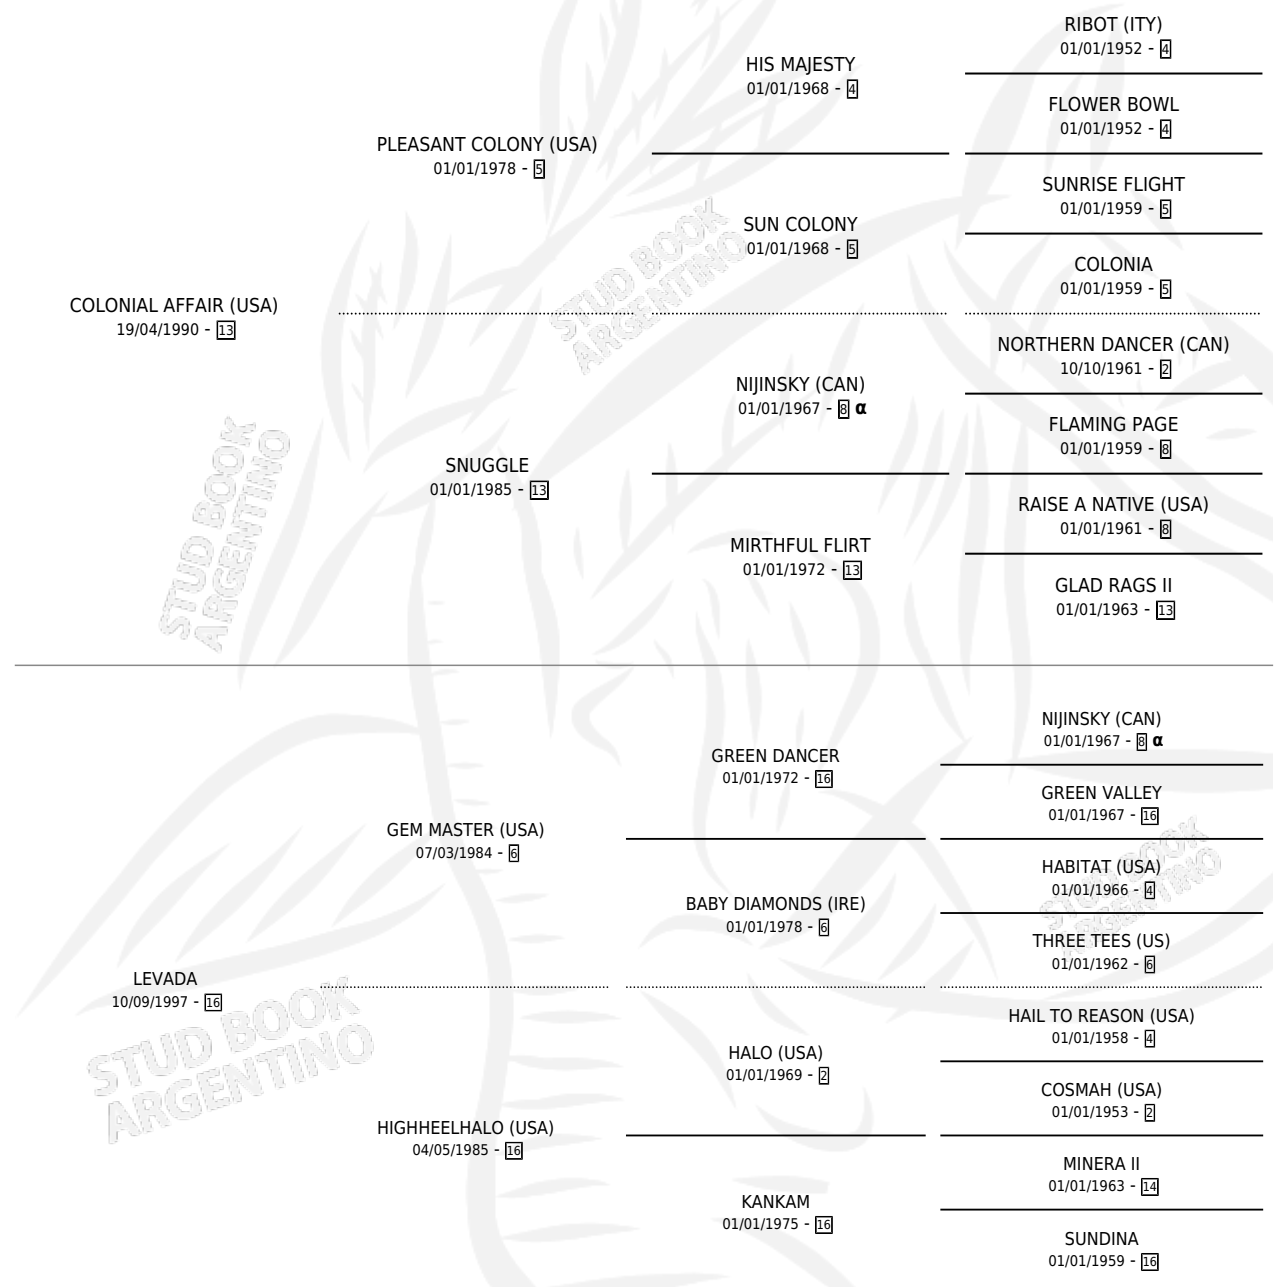 RIBOT (ITY)
01/01/1952 - 4
HIS MAJESTY
01/01/1968 - 4
FLOWER BOWL
01/01/1952 - 4
PLEASANT COLONY (USA)
01/01/1978 - 5
SUNRISE FLIGHT
01/01/1959 - 5
SUN COLONY
01/01/1968 - 5
COLONIA
01/01/1959 - 5
STUD BOOK
ARGENTINO
COLONIAL AFFAIR (USA)
19/04/1990 - 13
NORTHERN DANCER (CAN)
10/10/1961 - 2
NIJINSKY (CAN)
01/01/1967 - 8 α
FLAMING PAGE
01/01/1959 - 8
SNUGGLE
01/01/1985 - 13
RAISE A NATIVE (USA)
01/01/1961 - 8
MIRTHFUL FLIRT
01/01/1972 - 13
GLAD RAGS II
01/01/1963 - 13
STUD BOOK
ARGENTINO
NIJINSKY (CAN)
01/01/1967 - 8 α
GREEN DANCER
01/01/1972 - 16
GREEN VALLEY
01/01/1967 - 16
GEM MASTER (USA)
07/03/1984 - 6
HABITAT (USA)
01/01/1966 - 4
BABY DIAMONDS (IRE)
01/01/1978 - 6
THREE TEES (US)
01/01/1962 - 6
STUD BOOK
ARGENTINO
LEVADA
10/09/1997 - 16
HAIL TO REASON (USA)
01/01/1958 - 4
HALO (USA)
01/01/1969 - 2
COSMAH (USA)
01/01/1953 - 2
STUD BOOK
ARGENTINO
HIGHHEELHALO (USA)
04/05/1985 - 16
MINERA II
01/01/1963 - 14
KANKAM
01/01/1975 - 16
SUNDINA
01/01/1959 - 16